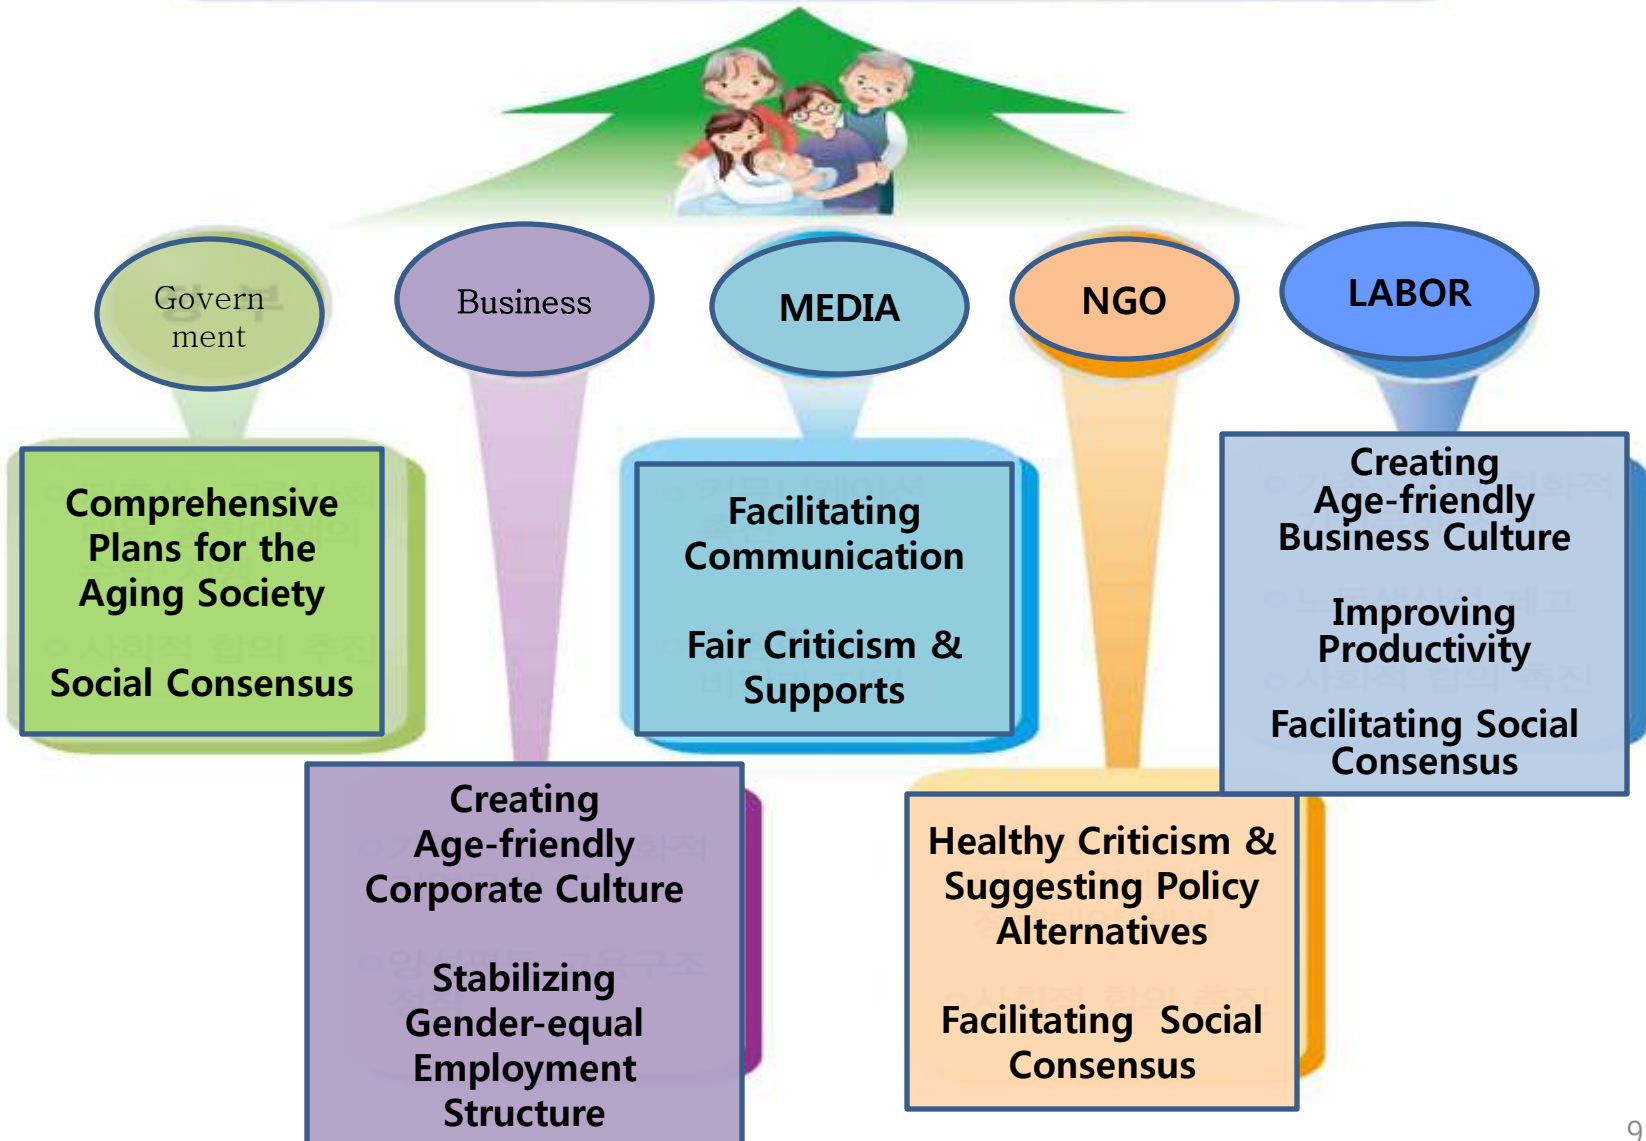 Govern
ment
Business
MEDIA
NGO
LABOR
Comprehensive
Plans for the
Aging Society
Social Consensus
Creating
Age-friendly
Corporate Culture
Stabilizing
Gender-equal
Employment
Structure
Facilitating
Communication
Fair Criticism &
Supports
Healthy Criticism &
Suggesting Policy
Alternatives
Facilitating Social
Consensus
Creating
Age-friendly
Business Culture
Improving
Productivity
Facilitating Social
Consensus
9